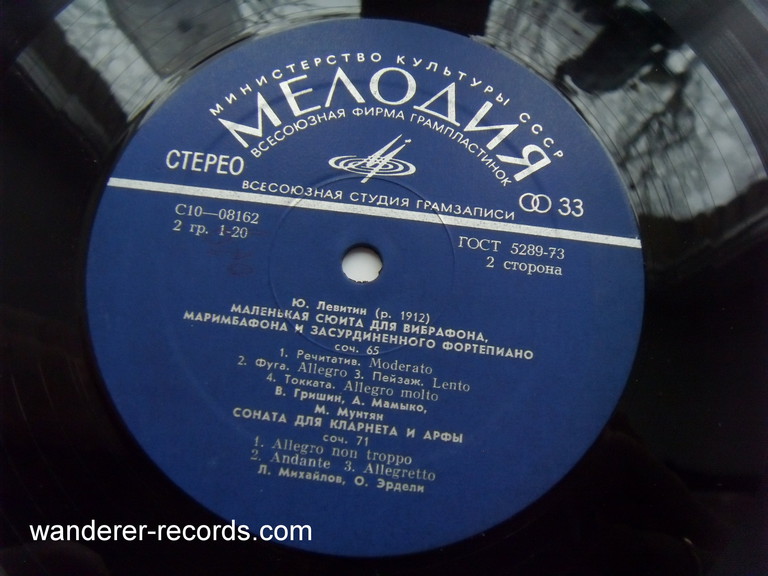 МИНИСТЕРСТВО КУЛЬТУРЫ СССР
МЕЛОДИЯ
ВСЕСОЮЗНАЯ ФИРМА ГРАМПЛАСТИНОК
СТЕРЕО
ВСЕСОЮЗНАЯ СТУДИЯ ГРАМЗАПИСИ
33
С10—08162
2 гр. 1-20
ГОСТ 5289-73
2 сторона
Ю. Левитин (р. 1912)
МАЛЕНЬКАЯ СЮИТА ДЛЯ ВИБРАФОНА,
МАРИМБАФОНА И ЗАСУРДИНЕННОГО ФОРТЕПИАНО
соч. 65
1. Речитатив. Moderato
2. Фуга. Allegro 3. Пейзаж. Lento
4. Токката. Allegro molto
В. Гришин, А. Мамыко,
М. Мунтян
СОНАТА ДЛЯ КЛАРНЕТА И АРФЫ
соч. 71
1. Allegro non troppo
2. Andante 3. Allegretto
Л. Михайлов, О. Эрдели
wanderer-records.com